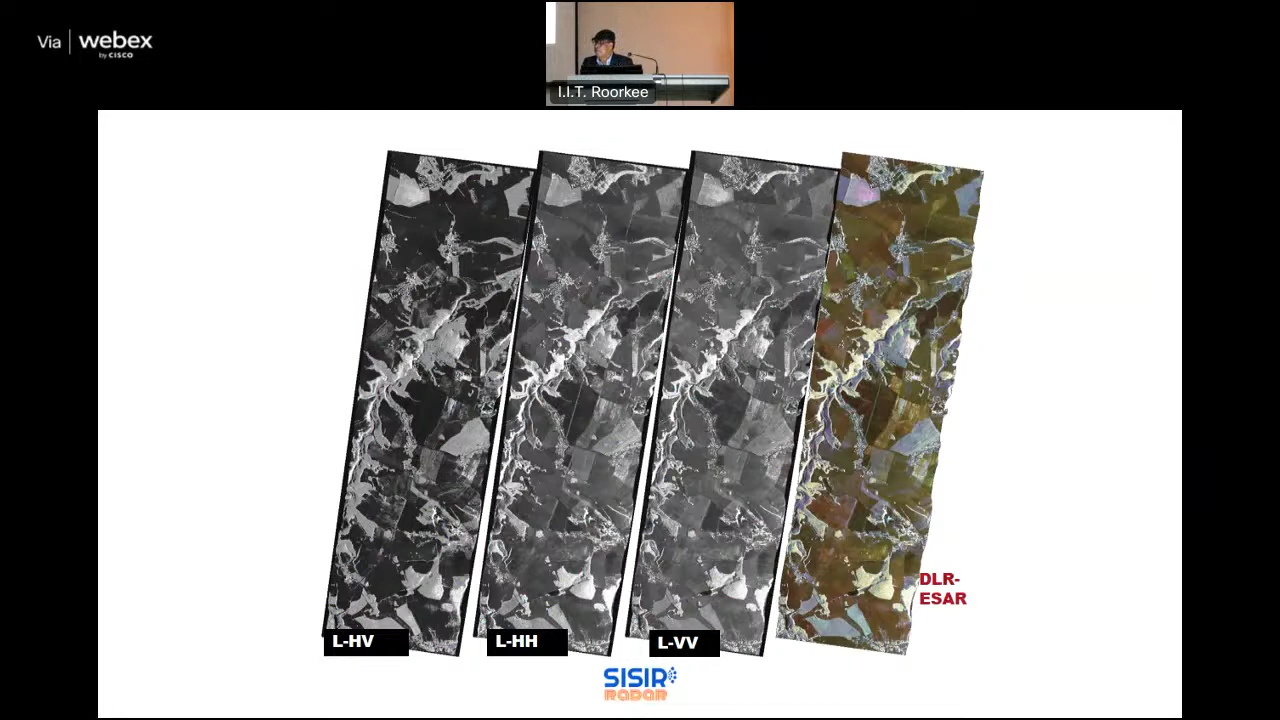 Via webex
by CISCO
I.I.T. Roorkee
DLR-
ESAR
L-HV
L-HH
L-VV
SISIR
RADAR